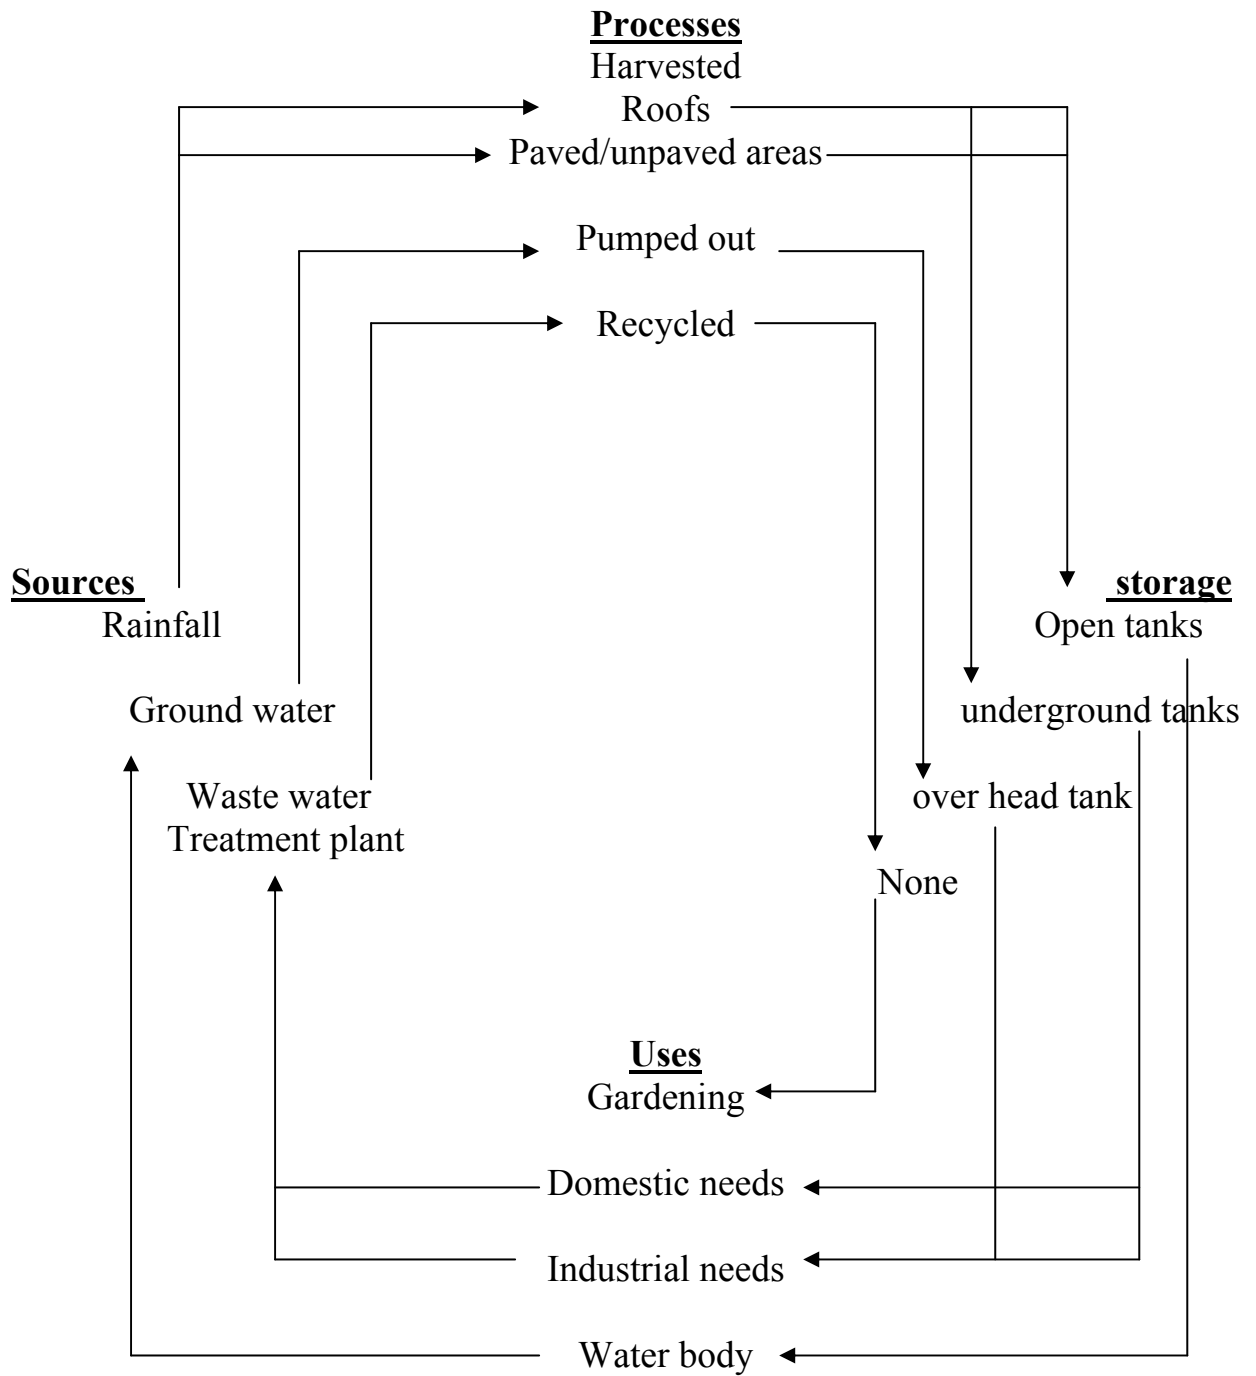 Processes
Harvested
Roofs
Paved/unpaved areas
Pumped out
Recycled
Sources
storage
Rainfall
Open tanks
Ground water
underground tanks
Waste water
over head tank
Treatment plant
None
Uses
Gardening
Domestic needs
Industrial needs
Water body